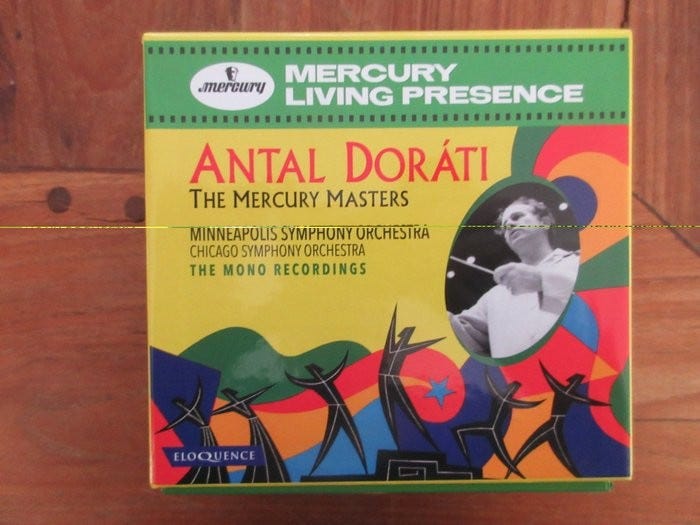 mercury
MERCURY
LIVING PRESENCE
ANTAL DORÁTI
THE MERCURY MASTERS
MINNEAPOLIS SYMPHONY ORCHESTRA
CHICAGO SYMPHONY ORCHESTRA
THE MONO RECORDINGS
ELOQUENCE